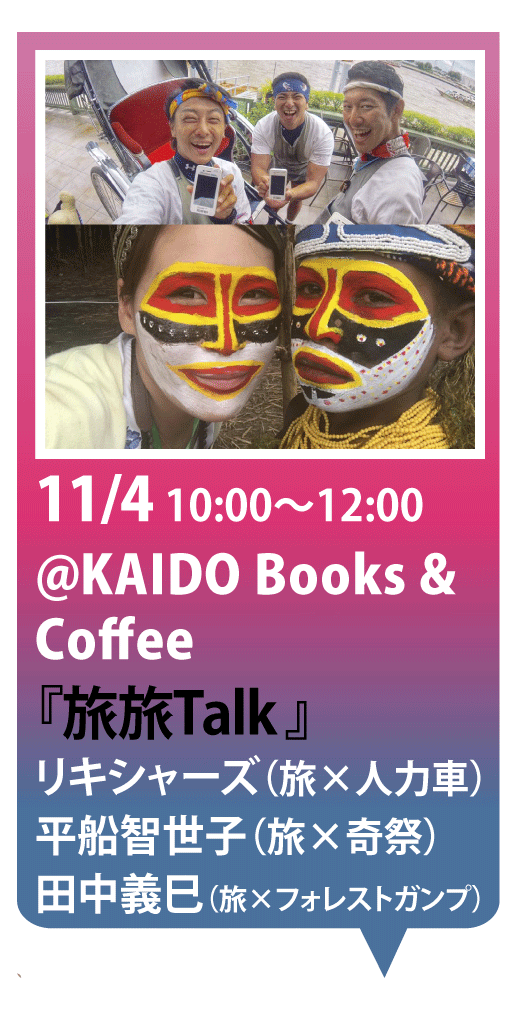 11/4 10:00～12:00
@KAIDO Books &
Coffee
『旅旅Talk』
リキシャーズ（旅×人力車）
平船智世子（旅×奇祭）
田中義巳（旅×フォレストガンプ）
、